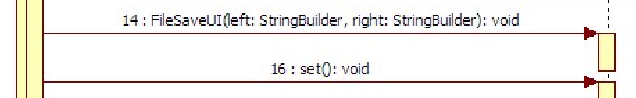 14 : FileSaveUI(left: StringBuilder, right: StringBuilder): void
16 : set(): void